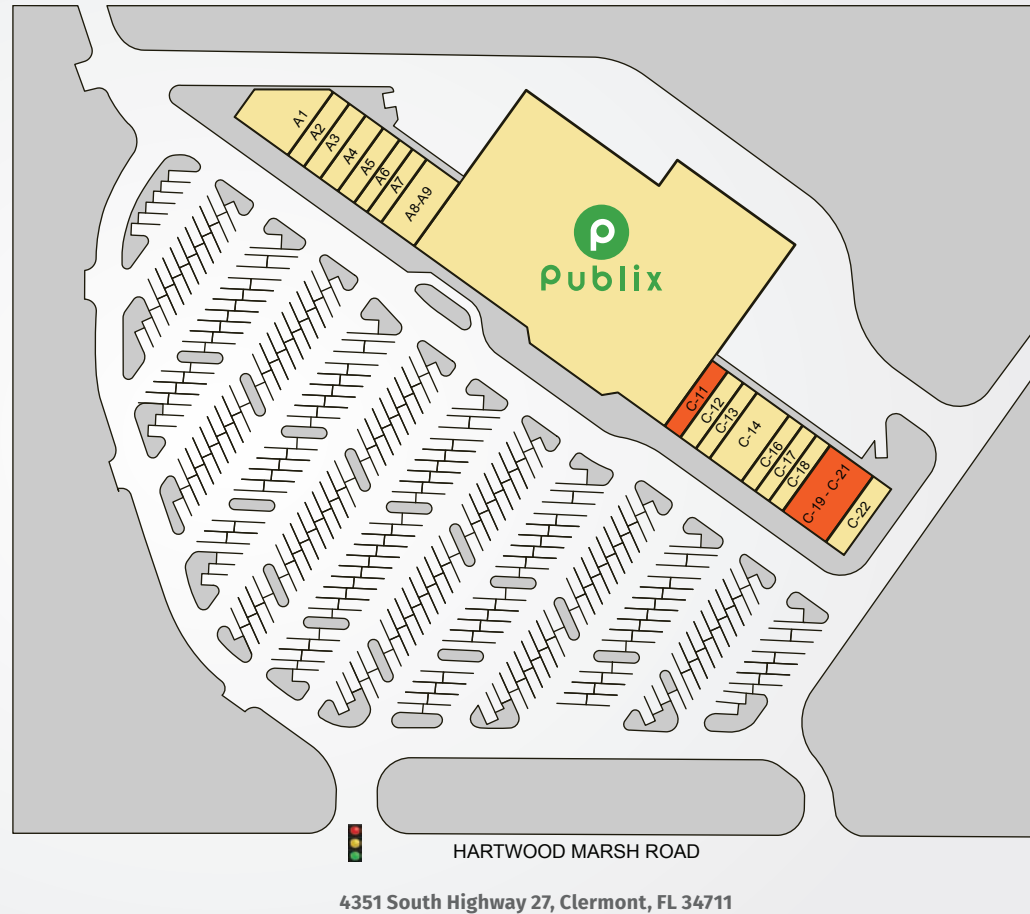 A1
A2
A3
A4
A5
A6
A7
A8-A9
p
Publix
C-11
C-12
C-13
C-14
C-16
C-17
C-18
C-19 - C-21
C-22
HARTWOOD MARSH ROAD
4351 South Highway 27, Clermont, FL 34711